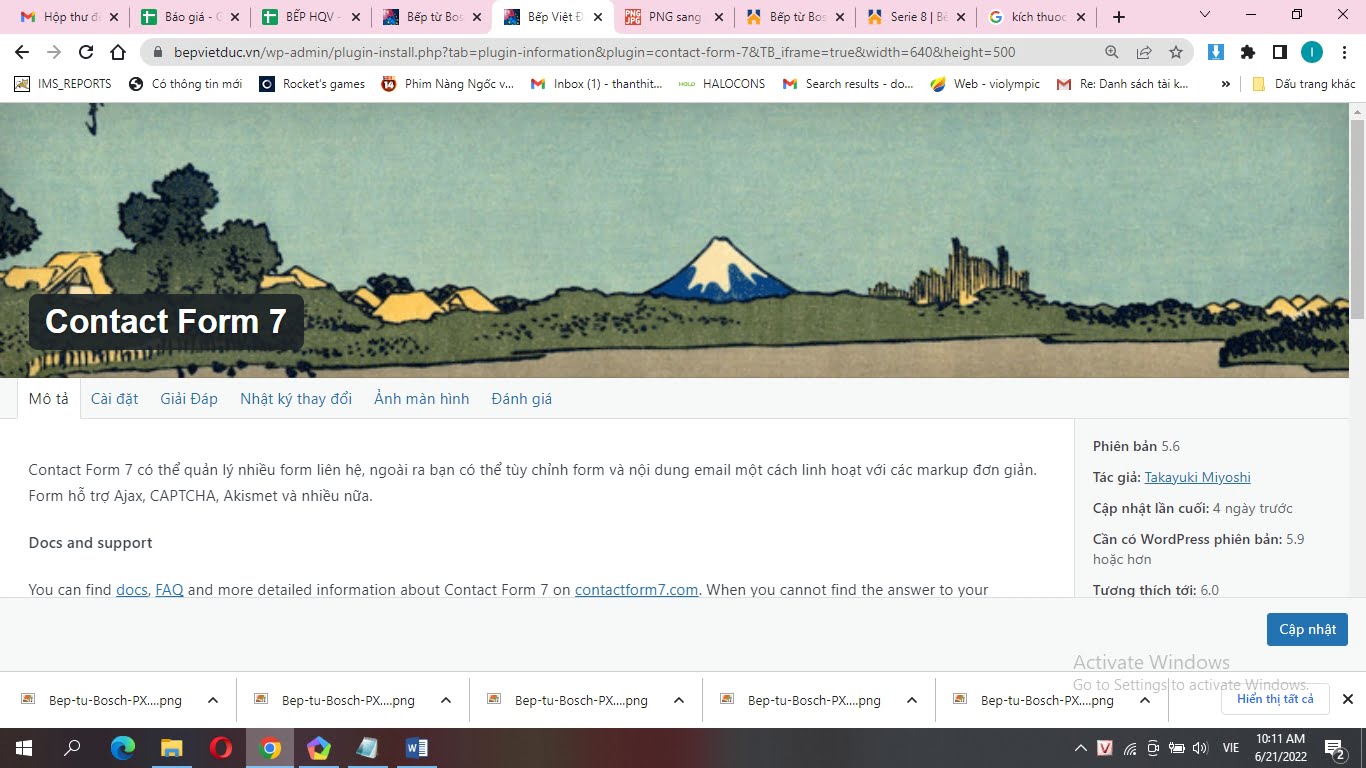 Hộp thư đế
Báo giá - C
BẾP HQV -
Bếp từ Bos
Bếp Việt Đ
PNG sang
Bếp từ Bos
Serie 8 | Bế
kích thuoc
bepvietduc.vn/wp-admin/plugin-install.php?tab=plugin-information&plugin=contact-form-7&TB_iframe=true&width=640&height=500
IMS_REPORTS
Có thông tin mới
Rocket's games
Phim Nàng Ngốc v...
Inbox (1) - thanthit...
HALOCONS
Search results - do...
Web - violympic
Re: Danh sách tài k...
»
Dấu trang khác
Contact Form 7
Mô tả
Cài đặt
Giải Đáp
Nhật ký thay đổi
Ảnh màn hình
Đánh giá
Contact Form 7 có thể quản lý nhiều form liên hệ, ngoài ra bạn có thể tùy chỉnh form và nội dung email một cách linh hoạt với các markup đơn giản.
Form hỗ trợ Ajax, CAPTCHA, Akismet và nhiều nữa.
Docs and support
You can find docs, FAQ and more detailed information about Contact Form 7 on contactform7.com. When you cannot find the answer to your
Phiên bản 5.6
Tác giả: Takayuki Miyoshi
Cập nhật lần cuối: 4 ngày trước
Cần có WordPress phiên bản: 5.9
hoặc hơn
Tương thích tới: 6.0
Cập nhật
Activate Windows
Go to Settings to activate Windows.
Bep-tu-Bosch-PX....png
Bep-tu-Bosch-PX....png
Bep-tu-Bosch-PX....png
Bep-tu-Bosch-PX....png
Bep-tu-Bosch-PX....png
Hiển thị tất cả
VIE
10:11 AM
6/21/2022
2